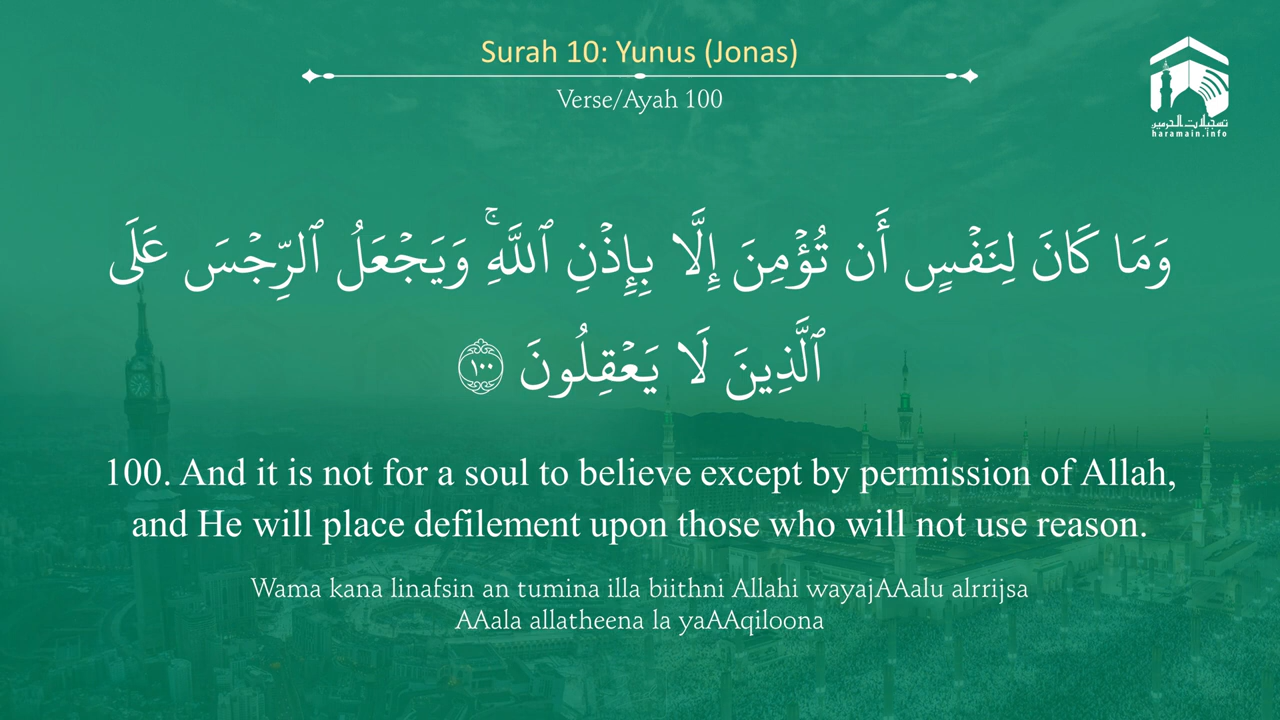 Surah 10: Yunus (Jonas)
Verse/Ayah 100
تسجيلات الحرمين
haramain.info
وَمَا كَانَ لِنَفۡسٍ أَن تُؤۡمِنَ إِلَّا بِإِذۡنِ ٱللَّهِۚ وَيَجۡعَلُ ٱلرِّجۡسَ عَلَى
ٱلَّذِينَ لَا يَعۡقِلُونَ ١٠٠
100. And it is not for a soul to believe except by permission of Allah,
and He will place defilement upon those who will not use reason.
Wama kana linafsin an tumina illa biithni Allahi wayajAAalu alrrijsa
AAala allatheena la yaAAqiloona